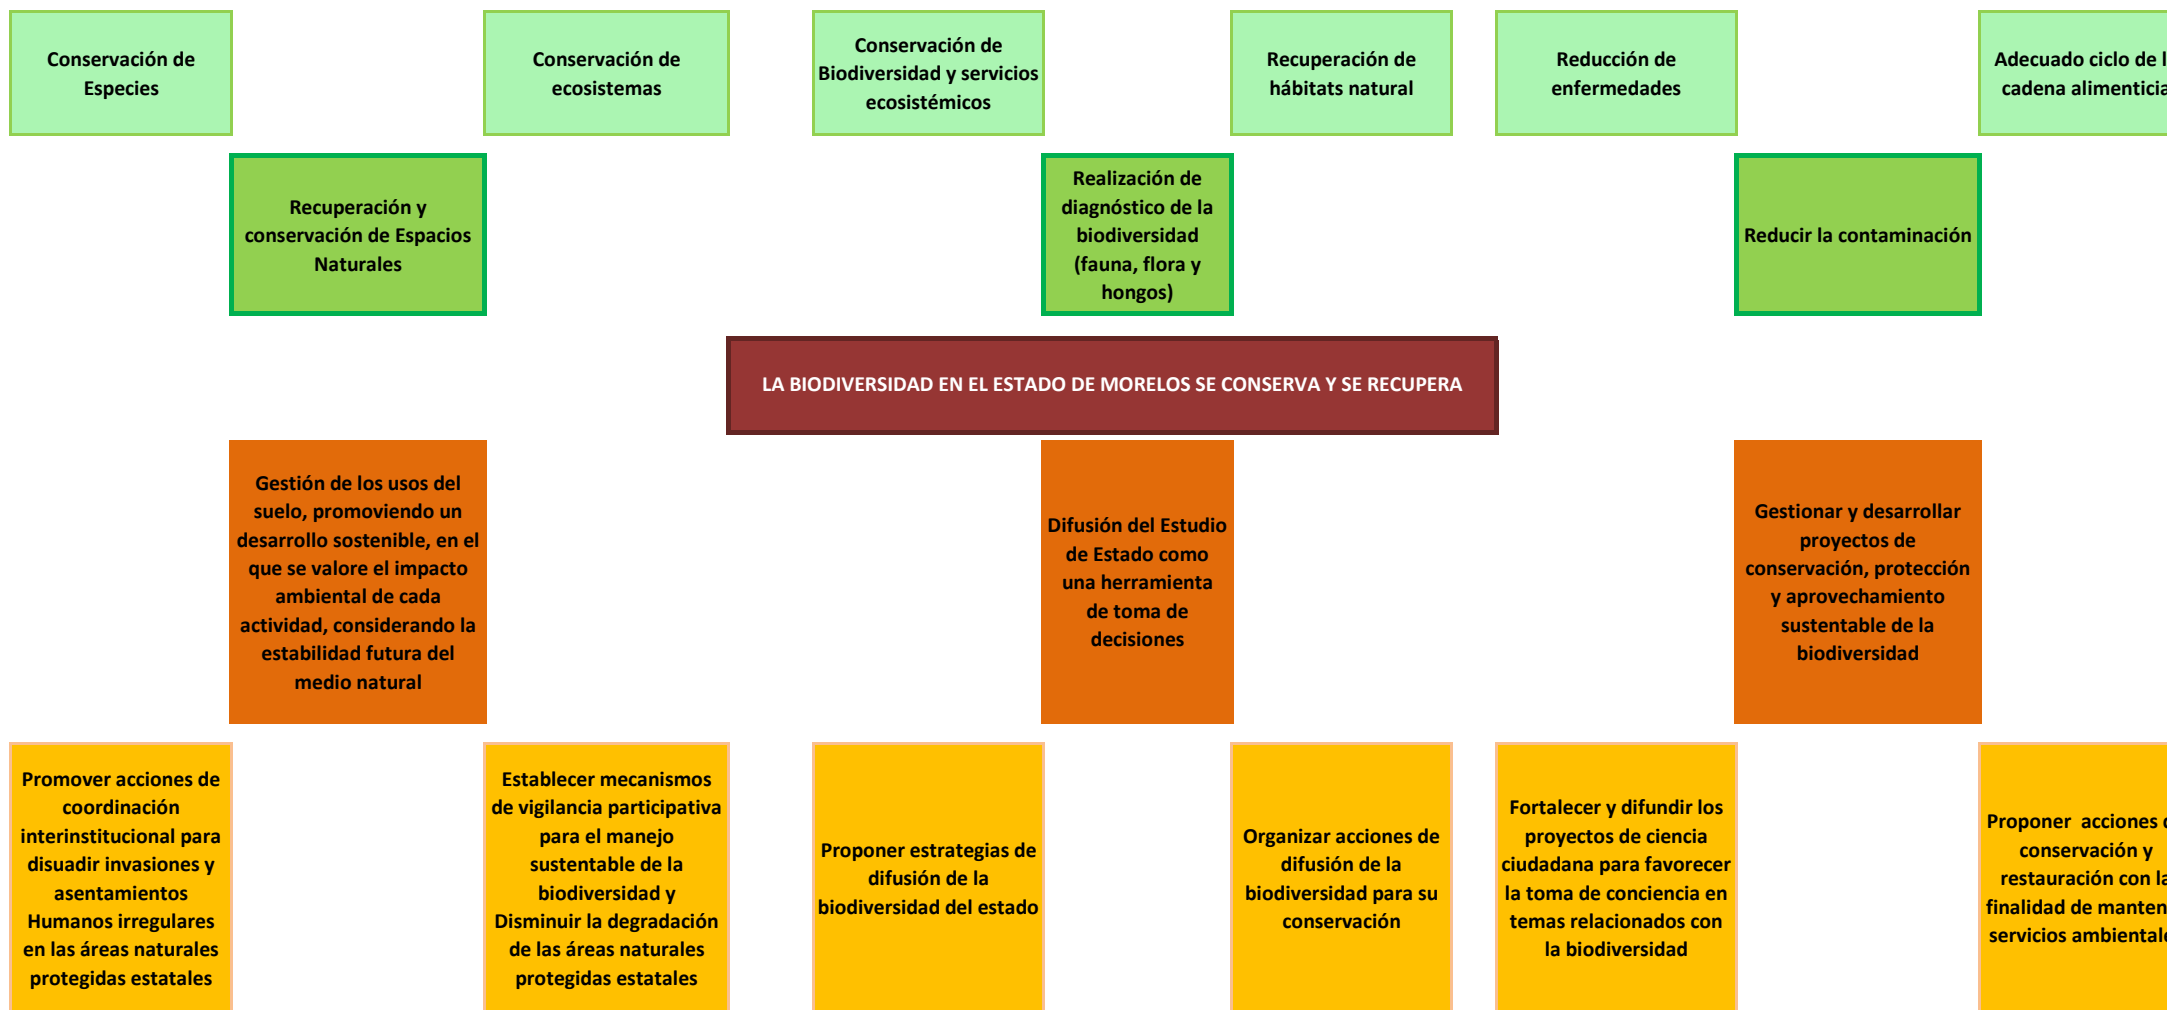 Conservación de
Especies
Conservación de
ecosistemas
Conservación de
Biodiversidad y servicios
ecosistémicos
Recuperación de
hábitats natural
Reducción de
enfermedades
Adecuado ciclo de
cadena alimenticia
Recuperación y
conservación de Espacios
Naturales
Realización de
diagnóstico de la
biodiversidad
(fauna, flora y
hongos)
Reducir la contaminación
LA BIODIVERSIDAD EN EL ESTADO DE MORELOS SE CONSERVA Y SE RECUPERA
Gestión de los usos del
suelo, promoviendo un
desarrollo sostenible, en el
que se valore el impacto
ambiental de cada
actividad, considerando la
estabilidad futura del
medio natural
Difusión del Estudio
de Estado como
una herramienta
de toma de
decisiones
Gestionar y desarrollar
proyectos de
conservación, protección
y aprovechamiento
sustentable de la
biodiversidad
Promover acciones de
coordinación
interinstitucional para
disuadir invasiones y
asentamientos
Humanos irregulares
en las áreas naturales
protegidas estatales
Establecer mecanismos
de vigilancia participativa
para el manejo
sustentable de la
biodiversidad y
Disminuir la degradación
de las áreas naturales
protegidas estatales
Proponer estrategias de
difusión de la
biodiversidad del estado
Organizar acciones de
difusión de la
biodiversidad para su
conservación
Fortalecer y difundir los
proyectos de ciencia
ciudadana para favorecer
la toma de conciencia en
temas relacionados con
la biodiversidad
Proponer acciones
conservación y
restauración con la
finalidad de
servicios